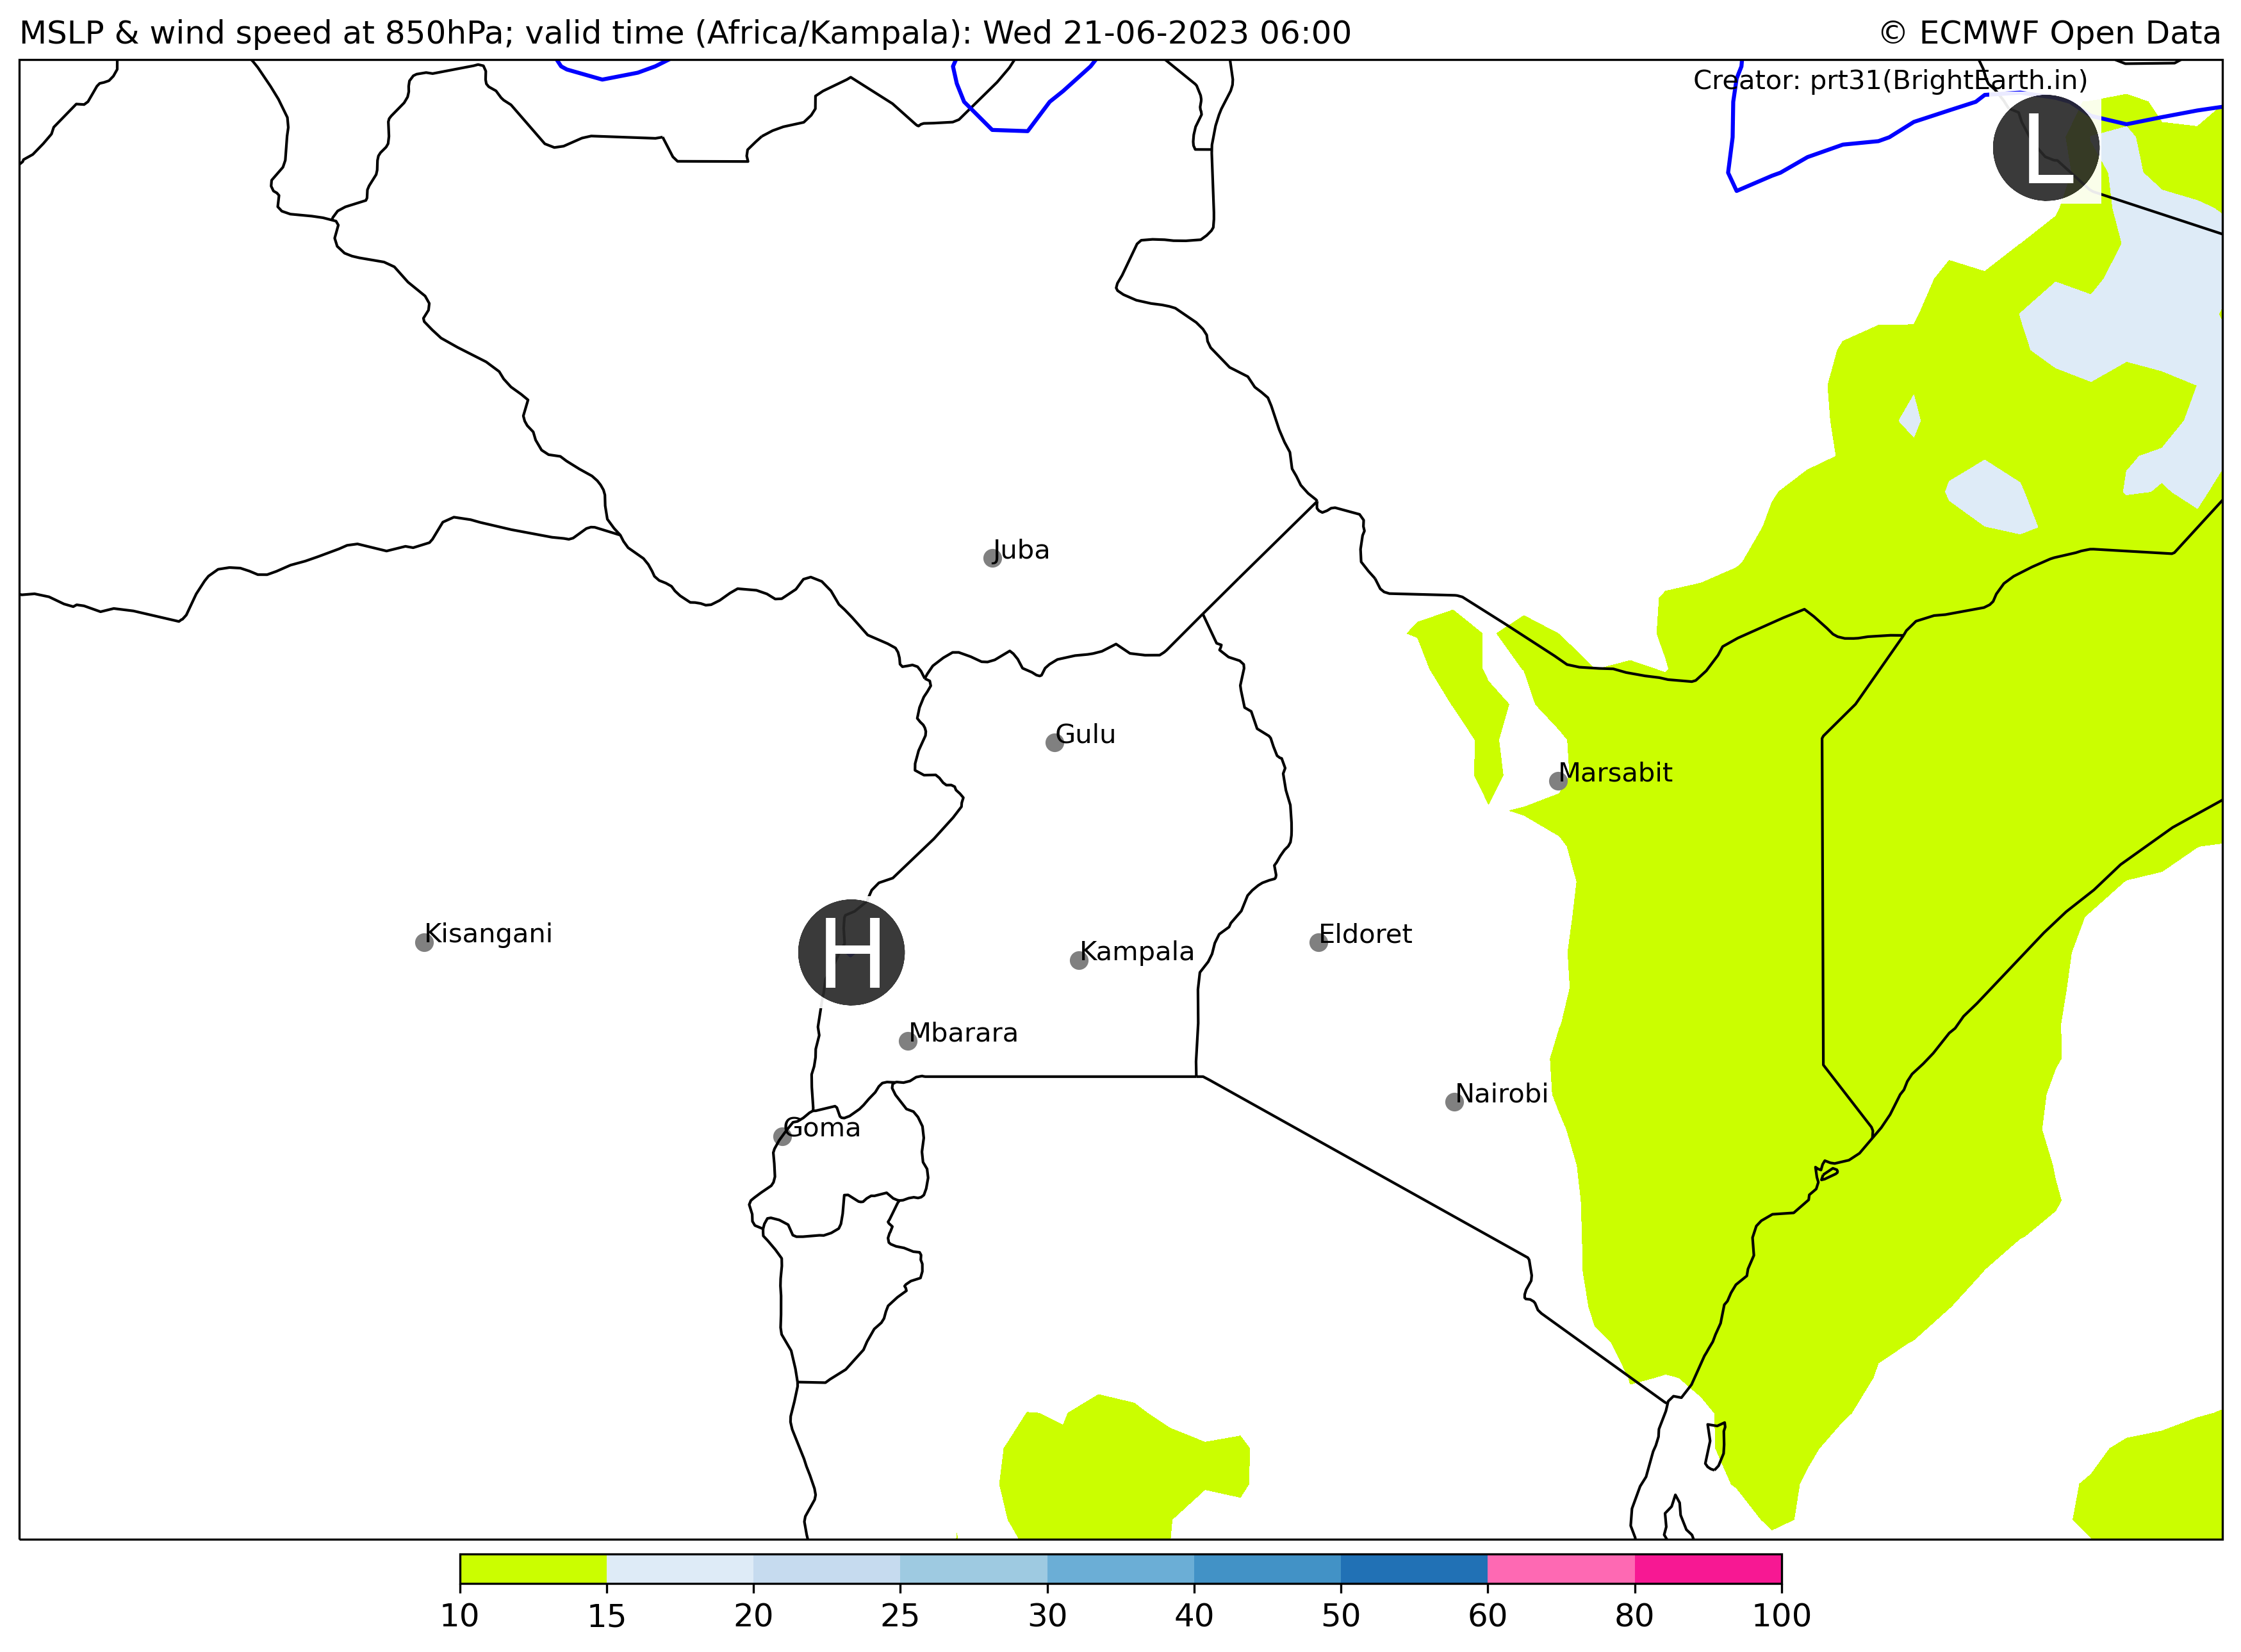 MSLP & wind speed at 850hPa; valid time (Africa/Kampala): Wed 21-06-2023 06:00
© ECMWF Open Data
Creator: prt31(BrightEarth.in)
L
Juba
Gulu
Marsabit
Kisangani
H
Kampala
Eldoret
Mbarara
Nairobi
Goma
10 15 20 25 30 40 50 60 80 100